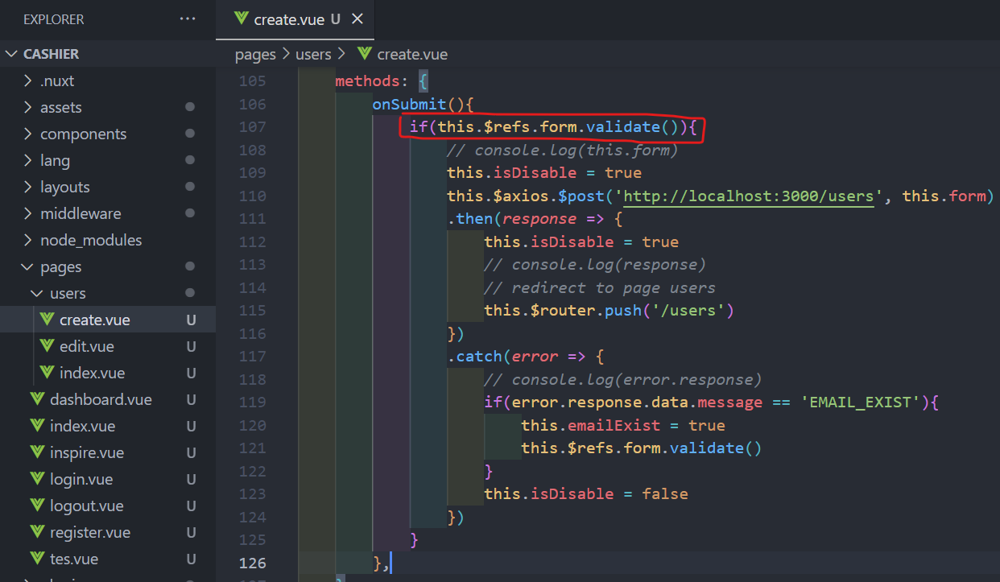 EXPLORER ...
CASHIER
.nuxt
assets
components
lang
layouts
middleware
node_modules
pages
users
create.vue U
edit.vue U
index.vue U
dashboard.vue U
index.vue U
inspire.vue U
login.vue U
logout.vue U
register.vue U
tes.vue U
create.vue U ×
pages > users > create.vue
105 methods: {
106 onSubmit(){
107 if(this.$refs.form.validate()){
108 // console.log(this.form)
109 this.isDisable = true
110 this.$axios.$post('http://localhost:3000/users', this.form)
111 .then(response => {
112 this.isDisable = true
113 // console.log(response)
114 // redirect to page users
115 this.$router.push('/users')
116 })
117 .catch(error => {
118 // console.log(error.response)
119 if(error.response.data.message == 'EMAIL_EXIST'){
120 this.emailExist = true
121 this.$refs.form.validate()
122 }
123 this.isDisable = false
124 })
125 }
126 },